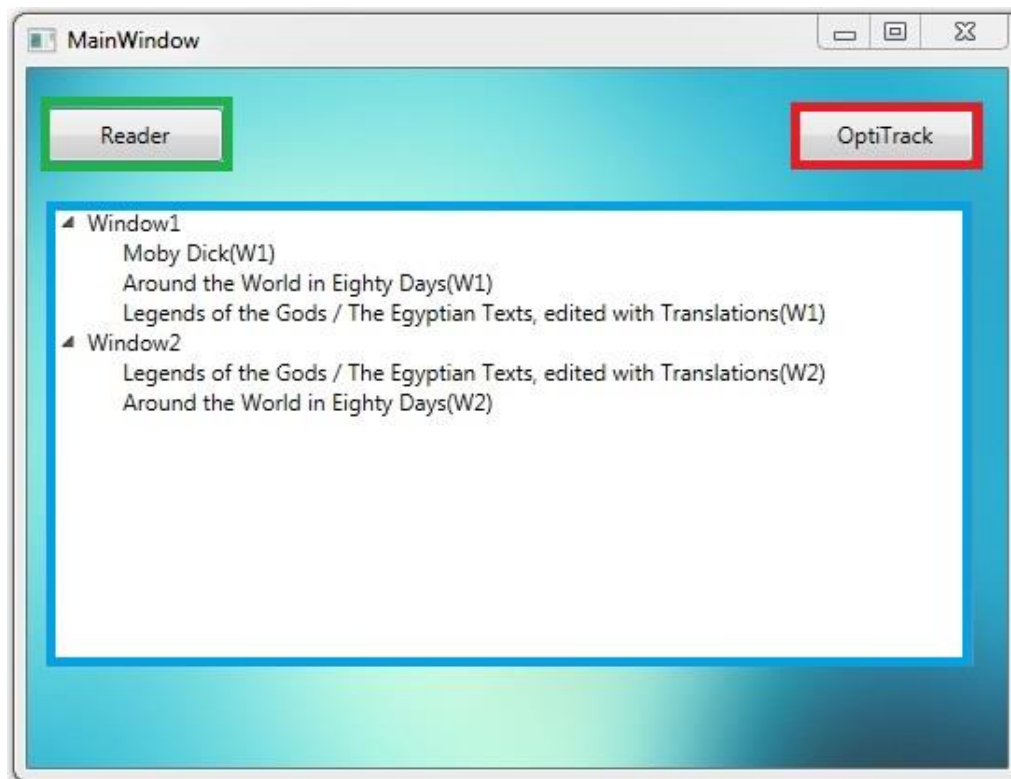 MainWindow
Reader
OptiTrack
Window1
Moby Dick(W1)
Around the World in Eighty Days(W1)
Legends of the Gods / The Egyptian Texts, edited with Translations(W1)
Window2
Legends of the Gods / The Egyptian Texts, edited with Translations(W2)
Around the World in Eighty Days(W2)